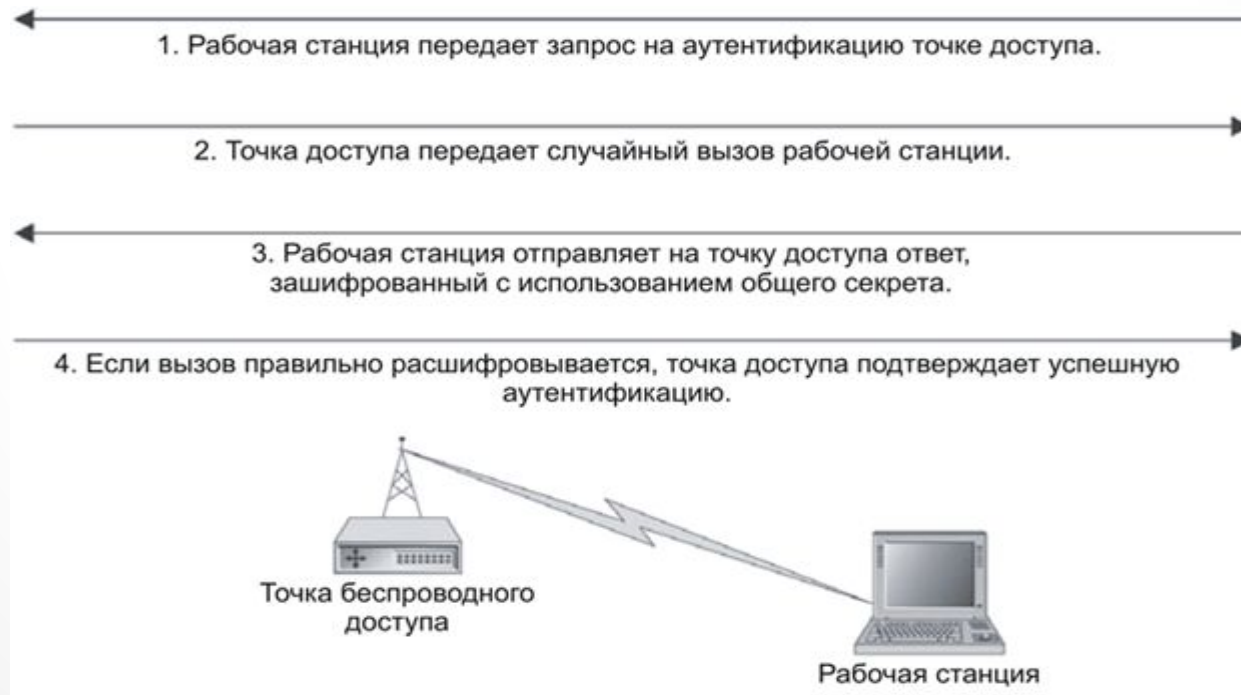 1. Рабочая станция передает запрос на аутентификацию точке доступа.
2. Точка доступа передает случайный вызов рабочей станции.
3. Рабочая станция отправляет на точку доступа ответ,
зашифрованный с использованием общего секрета.
4. Если вызов правильно расшифровывается, точка доступа подтверждает успешную
аутентификацию.
Точка беспроводного
доступа
Рабочая станция